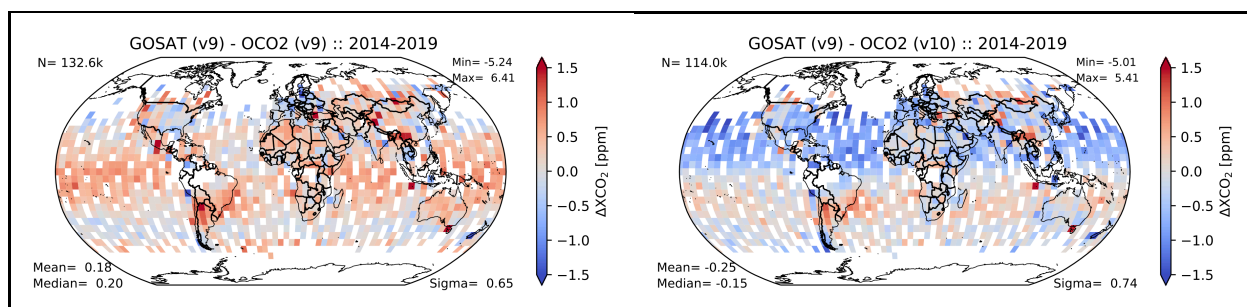 GOSAT (v9) - OCO2 (v9) :: 2014-2019
N= 132.6k
Min= -5.24
Max= 6.41
1.5
1.0
0.5
0.0
−0.5
−1.0
−1.5
ΔXCO2 [ppm]
Mean= 0.18
Median= 0.20
Sigma= 0.65
GOSAT (v9) - OCO2 (v10) :: 2014-2019
N= 114.0k
Min= -5.01
Max= 5.41
1.5
1.0
0.5
0.0
−0.5
−1.0
−1.5
ΔXCO2 [ppm]
Mean= -0.25
Median= -0.15
Sigma= 0.74